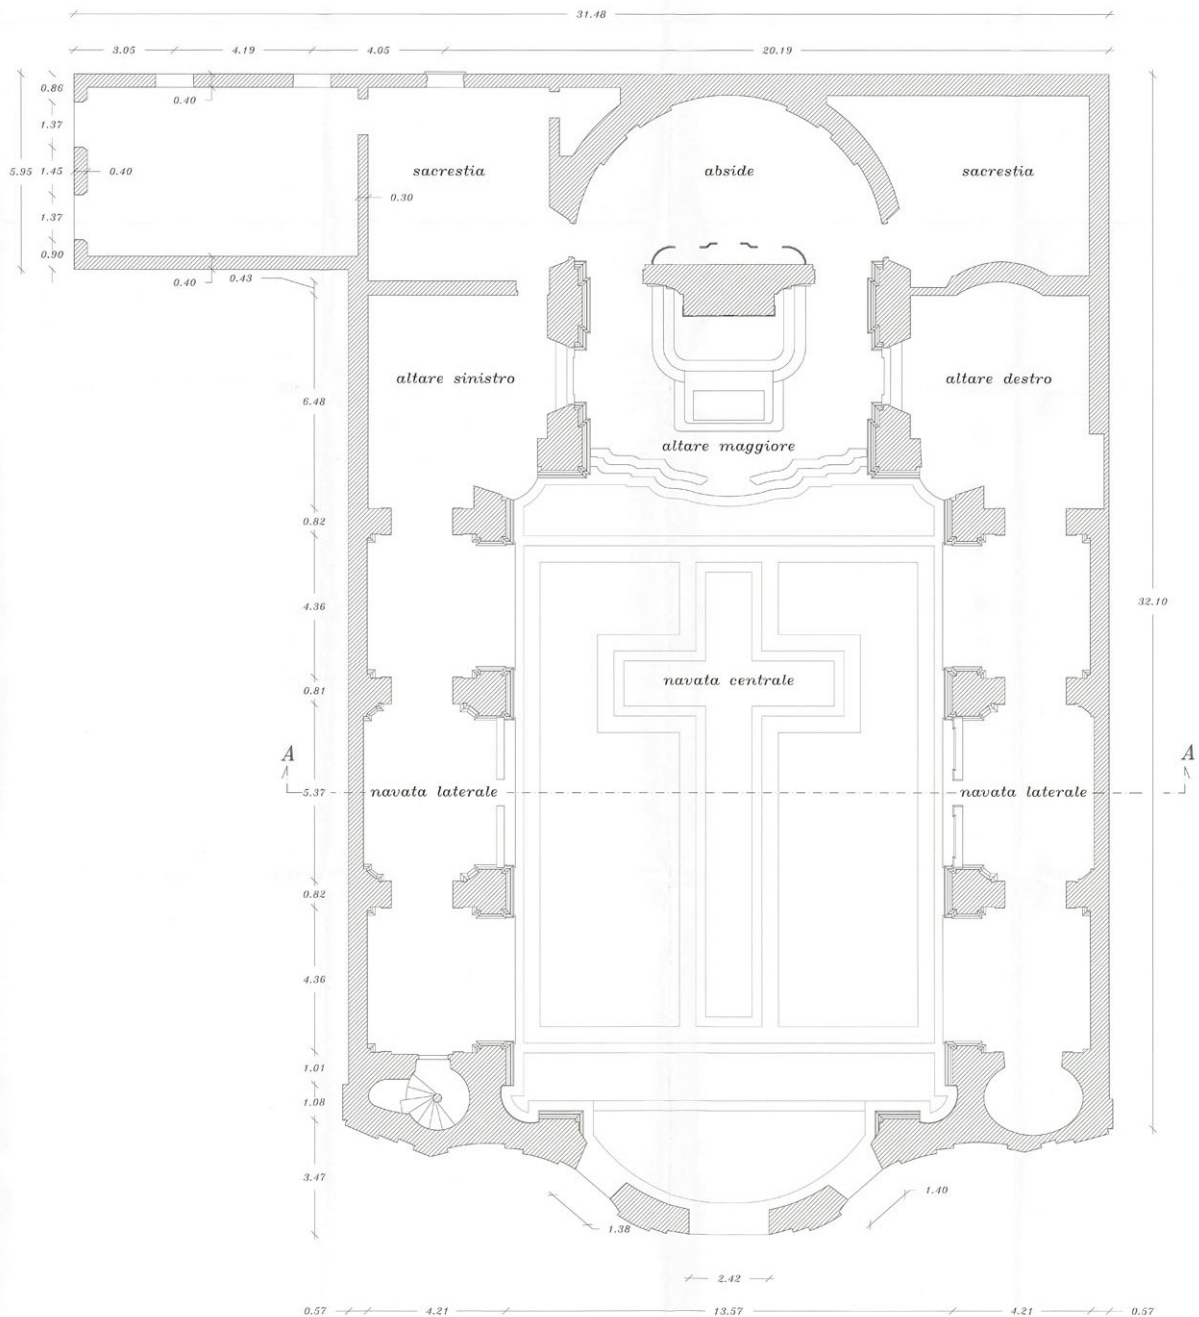 31.48
3.05 4.19 4.05 20.19
0.86
0.40
1.37
5.95 1.45 0.40 sacrestia abside sacrestia
0.30
1.37
0.90
0.40 0.43
altare sinistro altare destro
6.48
altare maggiore
0.82
4.36 32.10
navata centrale
0.81
A A
5.37 navata laterale navata laterale
0.82
4.36
1.01
1.08
3.47
1.40
1.38
2.42
0.57 4.21 13.57 4.21 0.57